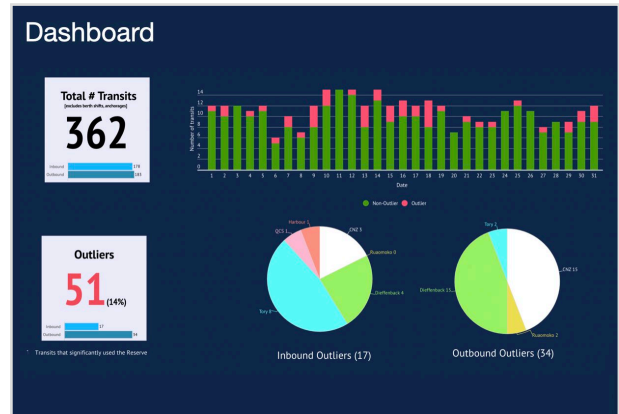 Dashboard
Total # Transits
[excludes berth shifts, anchorages]
362
Inbound 178
Outbound 183
Number of transits
14
12
10
8
6
4
2
0
1 2 3 4 5 6 7 8 9 10 11 12 13 14 15 16 17 18 19 20 21 22 23 24 25 26 27 28 29 30 31
Date
Non-Outlier Outlier
Outliers
51 (14%)
Inbound 17
Outbound 34
* Transits that significantly used the Reserve
Harbour 1
QCS 1
CNZ 3
Ruaomoko 0
Dieffenback 4
Tory 8
Inbound Outliers (17)
Tory 2
CNZ 15
Dieffenback 15
Ruaomoko 2
Outbound Outliers (34)